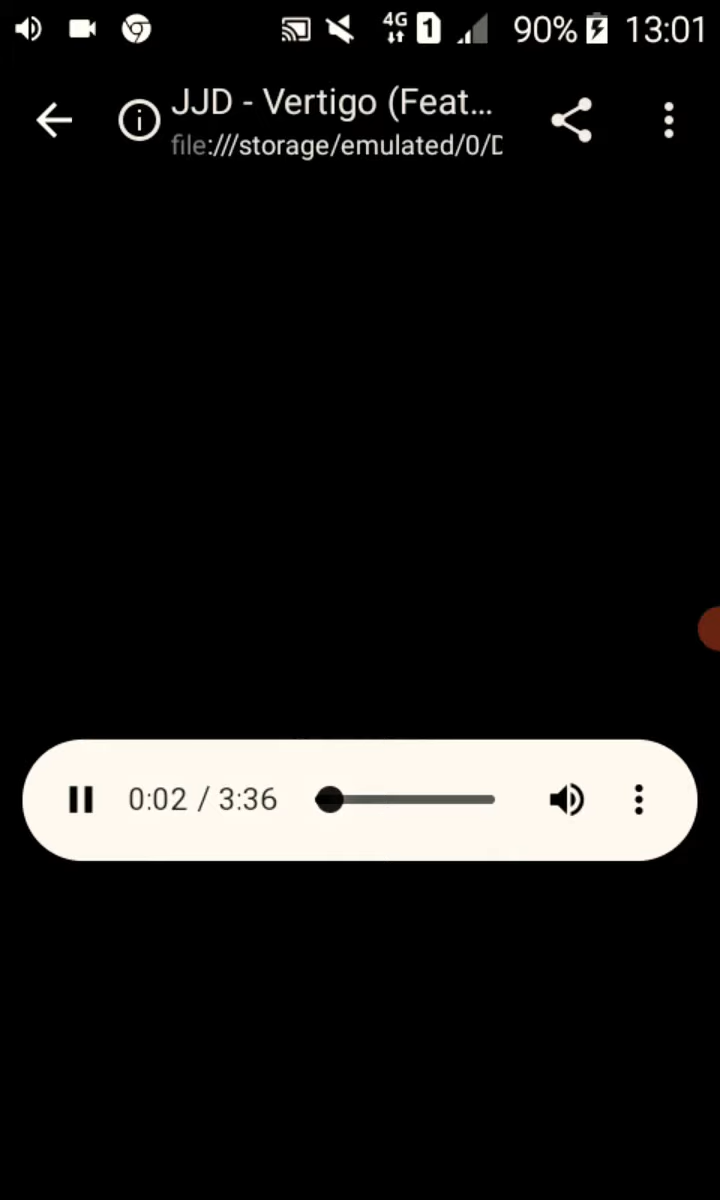 4G 1 90% 13:01
JJD - Vertigo (Feat...
file:///storage/emulated/0/D
0:02 / 3:36